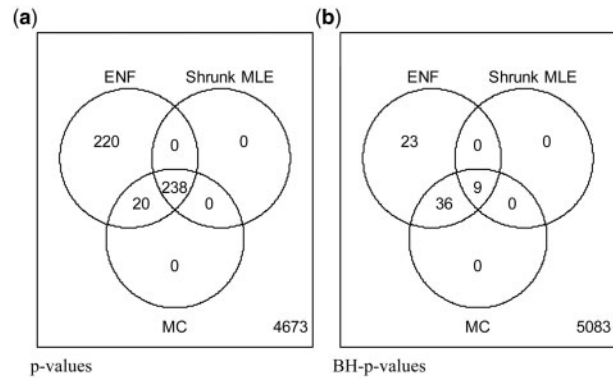 (a)
ENF Shrunk MLE
220 0 0
238
20 0
0
MC 4673
p-values
(b)
ENF Shrunk MLE
23 0 0
9
36 0
0
MC 5083
BH-p-values